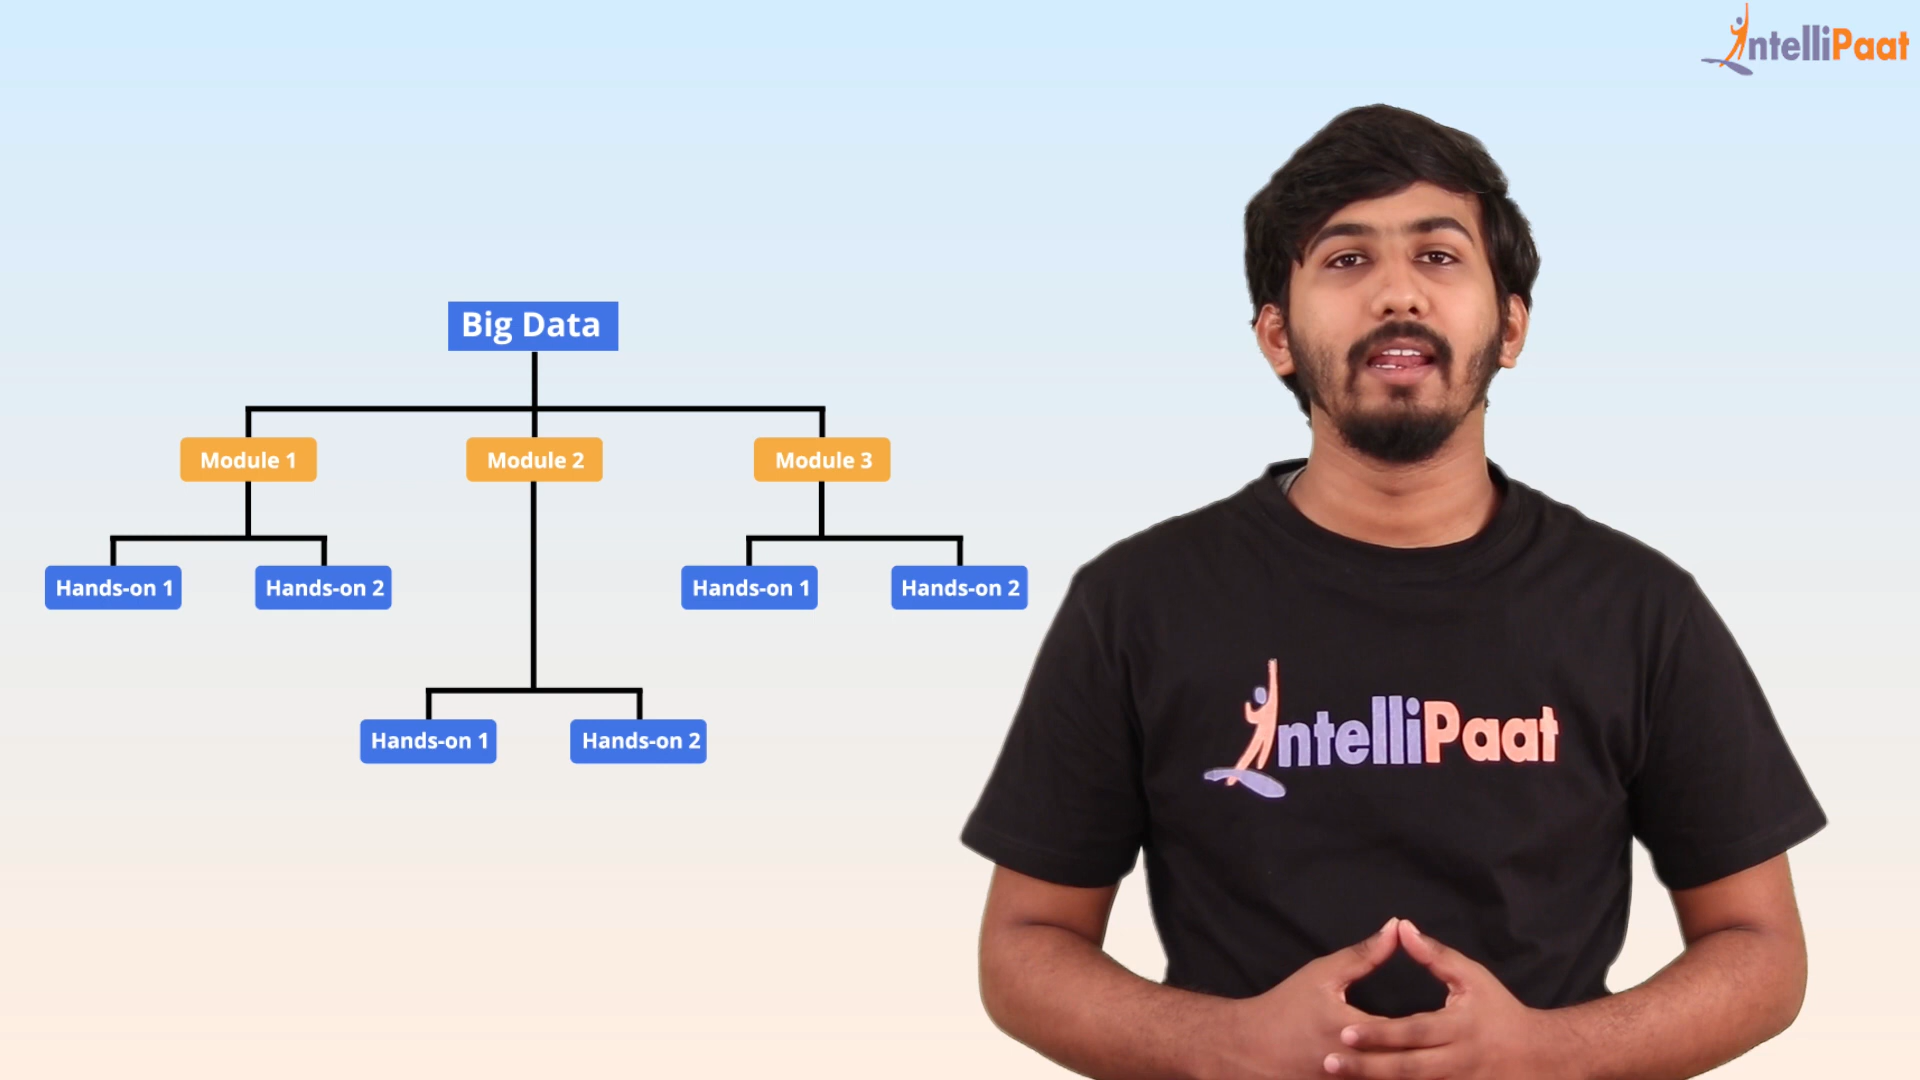 IntelliPaat
Big Data
Module 1
Module 2
Module 3
Hands-on 1
Hands-on 2
Hands-on 1
Hands-on 2
Hands-on 1
Hands-on 2
IntelliPaat